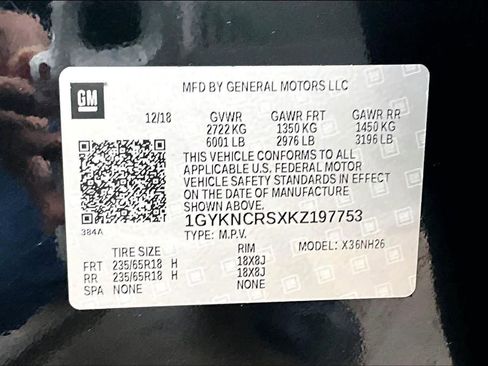 GM
MFD BY GENERAL MOTORS LLC
12/18 GVWR GAWR FRT GAWR RR
2722 KG 1350 KG 1450 KG
6001 LB 2976 LB 3196 LB
THIS VEHICLE CONFORMS TO ALL
APPLICABLE U.S. FEDERAL MOTOR
VEHICLE SAFETY STANDARDS IN EFFECT
ON THE DATE OF MANUFACTURE
SHOWN ABOVE.
384A 1GYKNCRSXKZ197753
TYPE: M.P.V. MODEL: X36NH26
TIRE SIZE RIM
FRT 235/65R18 H 18X8J
RR 235/65R18 H 18X8J
SPA NONE NONE